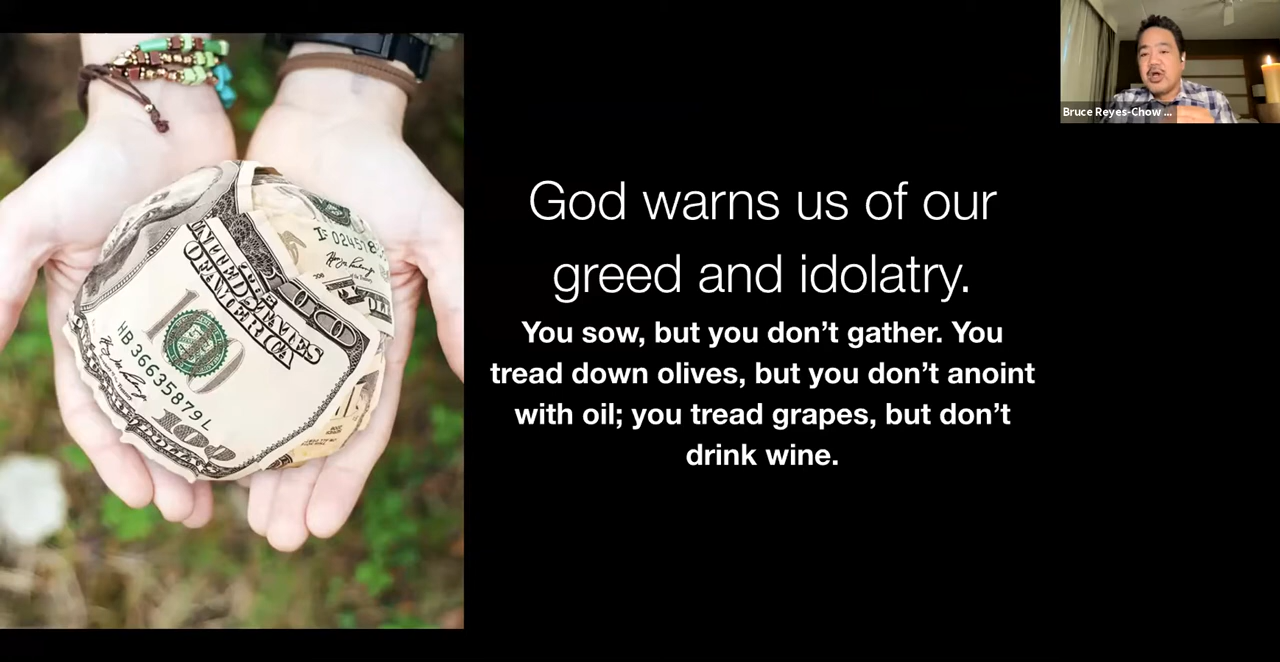 Bruce Reyes-Chow ...
God warns us of our
greed and idolatry.
You sow, but you don’t gather. You
tread down olives, but you don’t anoint
with oil; you tread grapes, but don’t
drink wine.
UNITED STATES
OF AMERICA
100
HB 36635879L
100